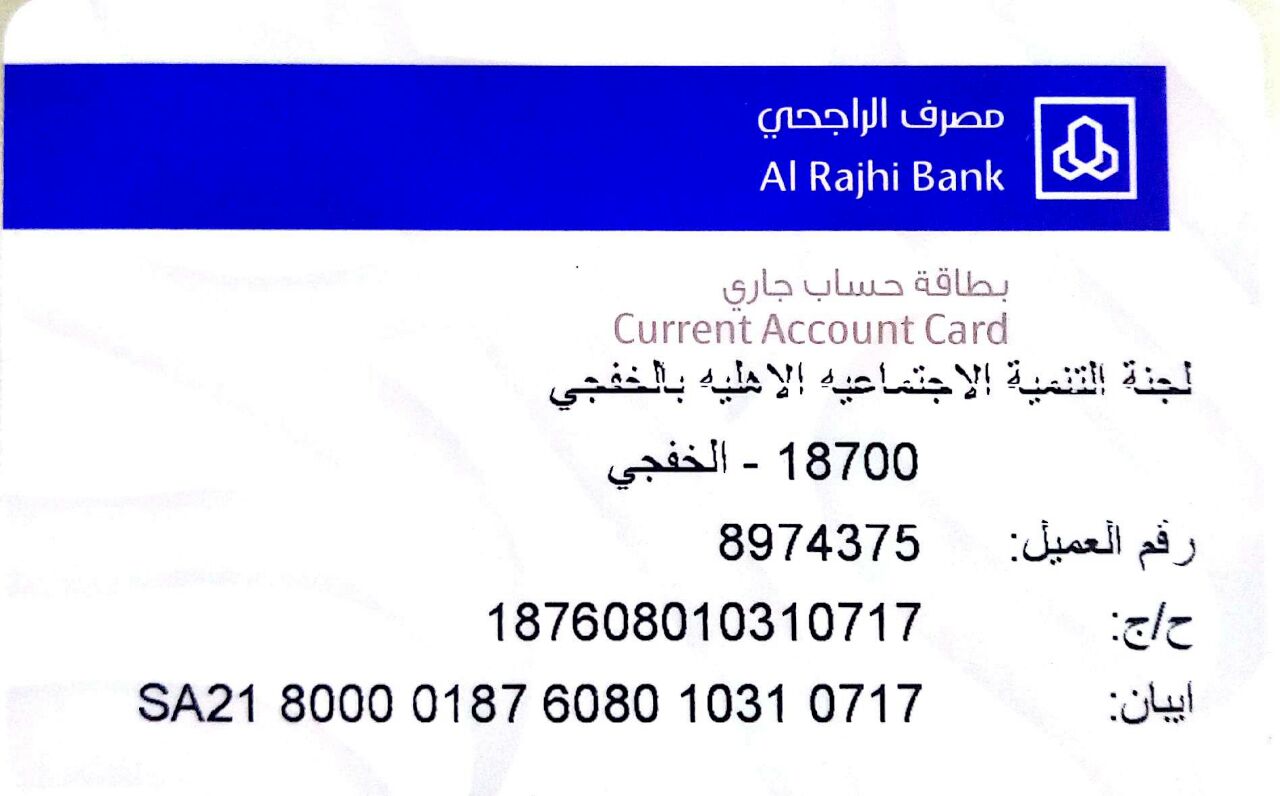 مصرف الراجحي
Al Rajhi Bank
بطاقة حساب جاري
Current Account Card
لجنة التنمية الاجتماعيه الاهليه بالخفجي
18700 - الخفجي
رقم العميل: 8974375
ح/ج: 187608010310717
ايبان: SA21 8000 0187 6080 1031 0717